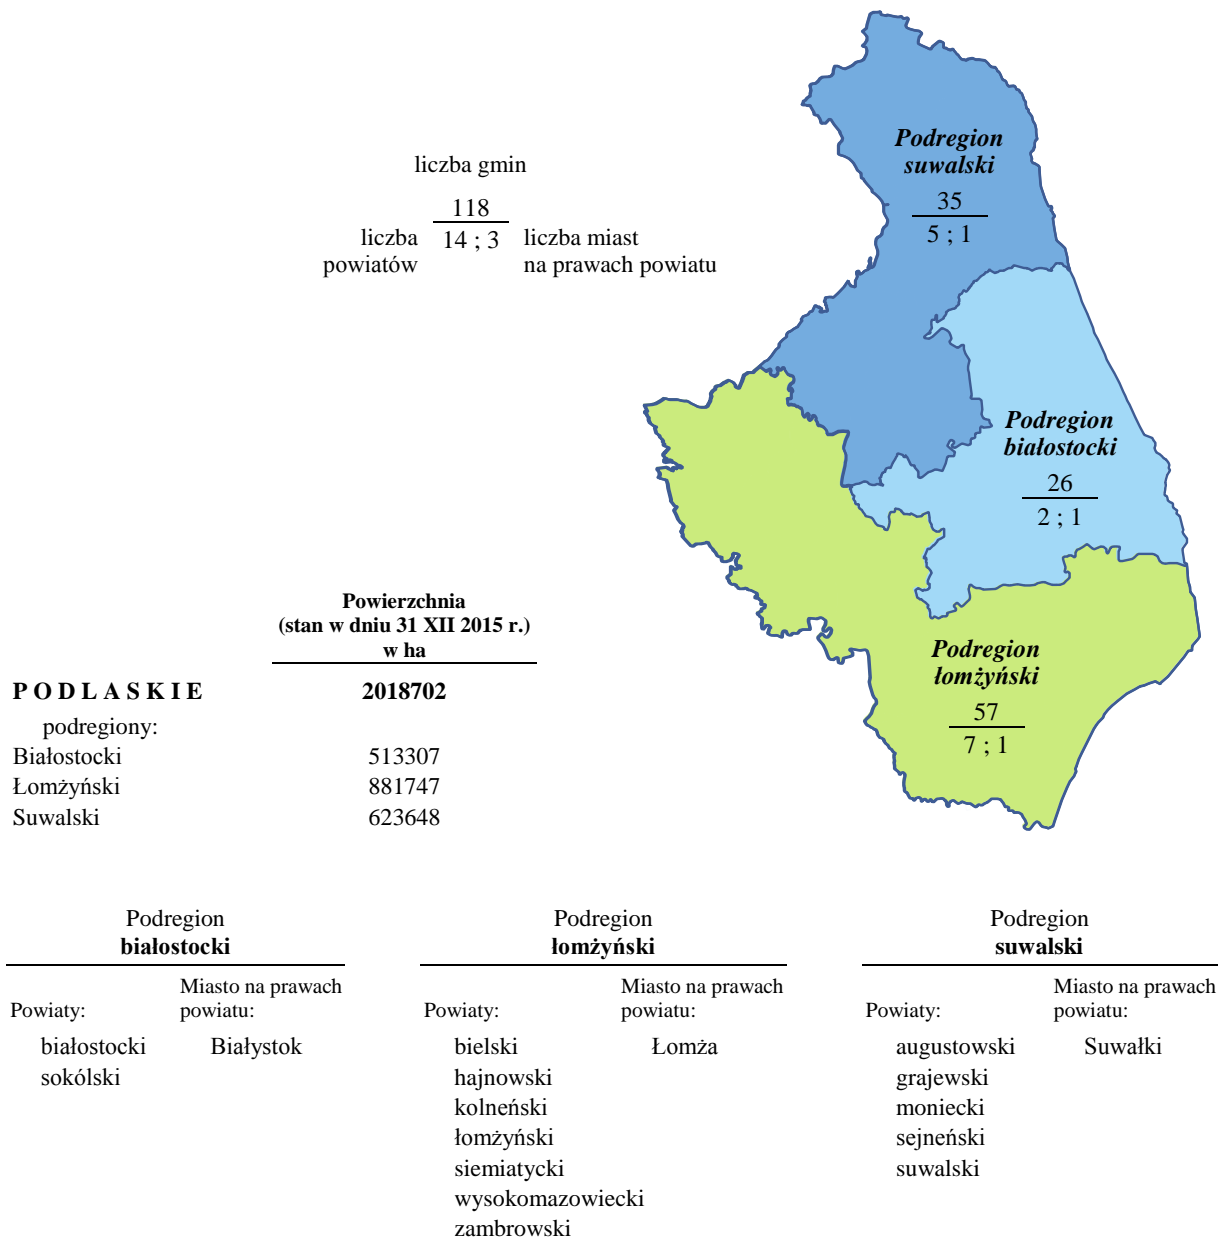 Podregion
suwalski
35
5 ; 1
liczba gmin
118
14 ; 3
liczba
powiatów
liczba miast
na prawach powiatu
Podregion
białostocki
26
2 ; 1
Podregion
łomżyński
57
7 ; 1
Powierzchnia
(stan w dniu 31 XII 2015 r.)
w ha
P O D L A S K I E 2018702
podregiony:
Białostocki 513307
Łomżyński 881747
Suwalski 623648
Podregion
białostocki
Powiaty:
Miasto na prawach
powiatu:
białostocki Białystok
sokólski
Podregion
łomżyński
Powiaty:
Miasto na prawach
powiatu:
bielski Łomża
hajnowski
kolneński
łomżyński
siemiatycki
wysokomazowiecki
zambrowski
Podregion
suwalski
Powiaty:
Miasto na prawach
powiatu:
augustowski Suwałki
grajewski
moniecki
sejneński
suwalski